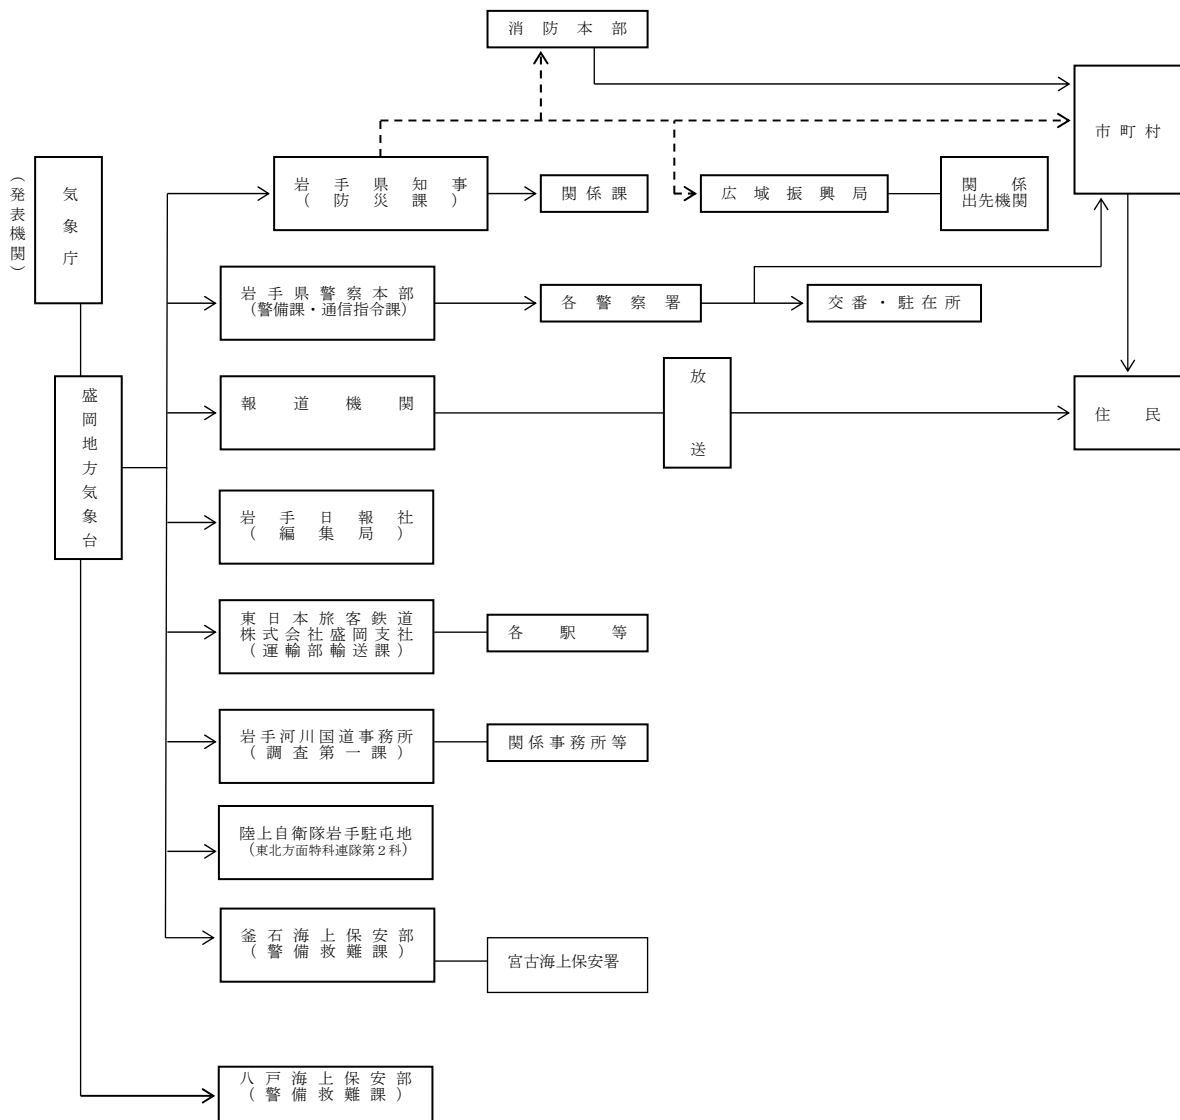 消防本部
市町村
（発表機関）
気象庁
岩手県知事
（防災課）
関係課
広域振興局
関係
出先機関
岩手県警察本部
（警備課・通信指令課）
各警察署
交番・駐在所
盛岡地方気象台
報道機関
放送
住民
岩手日報社
（編集局）
東日本旅客鉄道
株式会社盛岡支社
（運輸部輸送課）
各駅等
岩手河川国道事務所
（調査第一課）
関係事務所等
陸上自衛隊岩手駐屯地
（東北方面特科連隊第２科）
釜石海上保安部
（警備救難課）
宮古海上保安署
八戸海上保安部
（警備救難課）